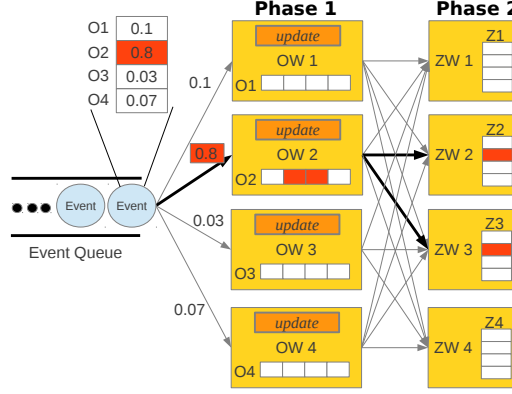 Phase 1
Phase 2
O1 0.1
O2 0.8
O3 0.03
O4 0.07
update
OW 1
O1
update
OW 2
O2
update
OW 3
O3
update
OW 4
O4
0.1
0.8
0.03
0.07
Event
Event
Event Queue
Z1
ZW 1
Z2
ZW 2
Z3
ZW 3
Z4
ZW 4